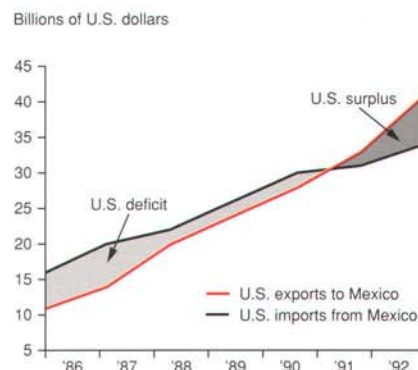 Billions of U.S. dollars
45
40
35
30
25
20
15
10
5
U.S. surplus
U.S. deficit
U.S. exports to Mexico
U.S. imports from Mexico
'86 '87 '88 '89 '90 '91 '92